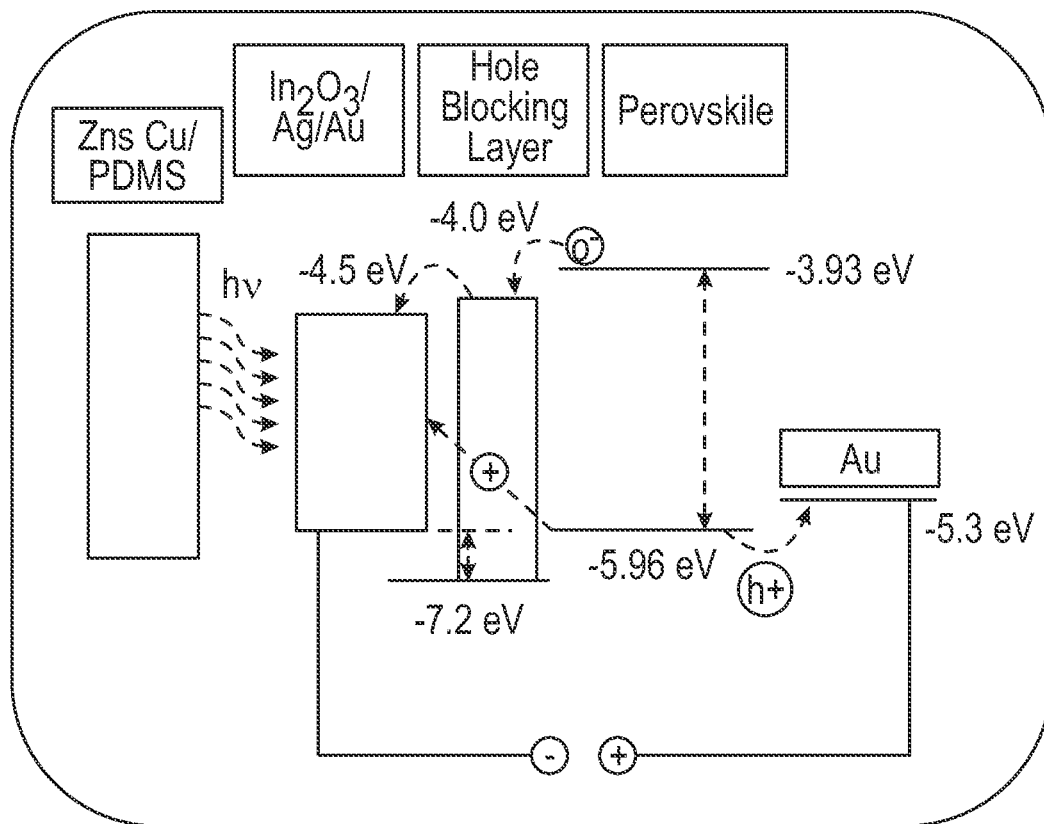 Zns Cu/
PDMS
In2O3/
Ag/Au
Hole
Blocking
Layer
Perovskile
hν
-4.5 eV
-4.0 eV
o-
-3.93 eV
+
Au
-5.3 eV
-5.96 eV
h+
-7.2 eV
-
+